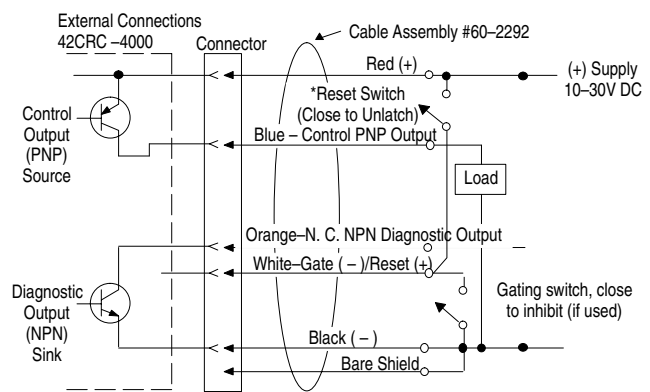 External Connections
42CRC –4000
Connector
Cable Assembly #60–2292
Red (+)
(+) Supply
10–30V DC
*Reset Switch
(Close to Unlatch)
Control
Output
(PNP)
Source
Blue – Control PNP Output
Load
Orange–N. C. NPN Diagnostic Output
White–Gate ( – )/Reset (+)
Diagnostic
Output
(NPN)
Sink
Gating switch, close
to inhibit (if used)
Black ( – )
Bare Shield